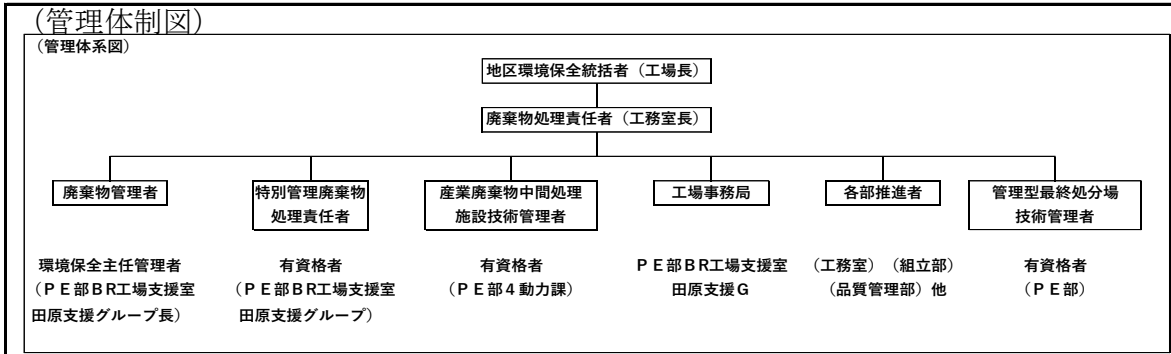 (管理体制図)
(管理体系図)
地区環境保全統括者（工場長）
廃棄物処理責任者（工務室長）
廃棄物管理者
特別管理廃棄物
処理責任者
産業廃棄物中間処理
施設技術管理者
工場事務局
各部推進者
管理型最終処分場
技術管理者
環境保全主任管理者
（ＰＥ部ＢＲ工場支援室
田原支援グループ長）
有資格者
（ＰＥ部ＢＲ工場支援室
田原支援グループ）
有資格者
（ＰＥ部４動力課）
ＰＥ部ＢＲ工場支援室
田原支援Ｇ
（工務室）（組立部）
（品質管理部）他
有資格者
（ＰＥ部）